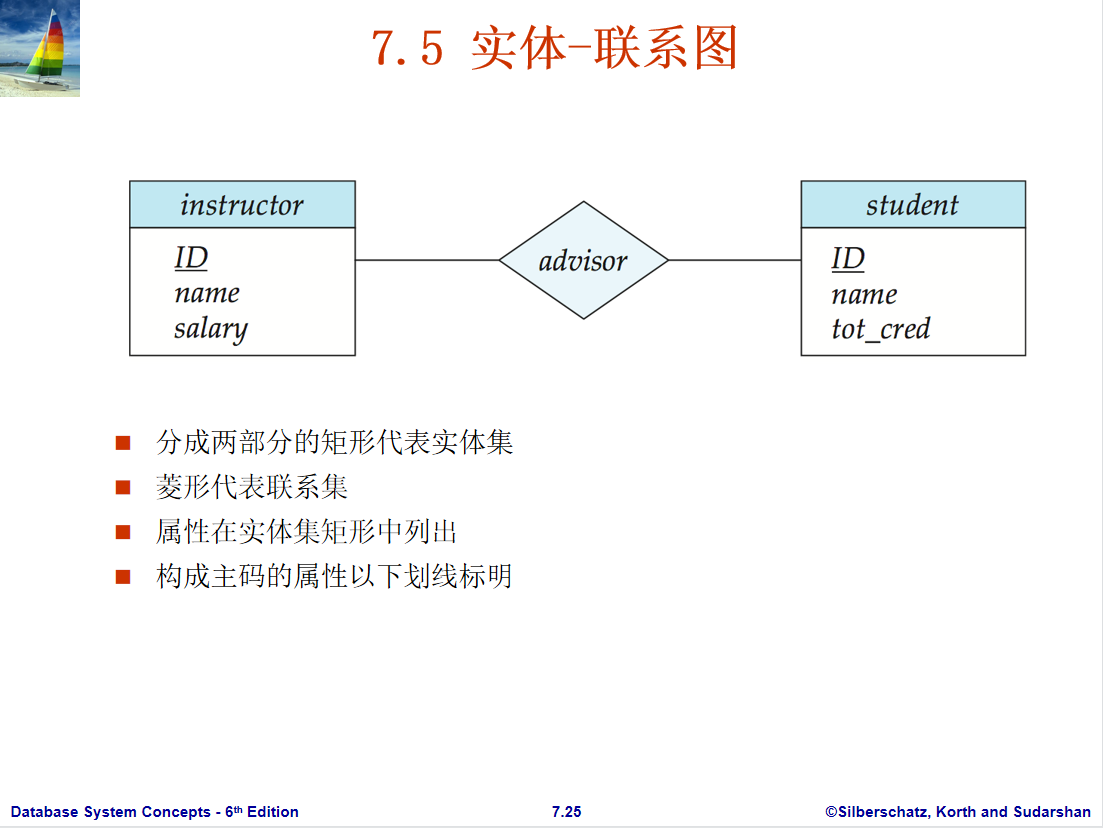 7.5 实体-联系图
instructor
ID
name
salary
advisor
student
ID
name
tot_cred
分成两部分的矩形代表实体集
菱形代表联系集
属性在实体集矩形中列出
构成主码的属性以下划线标明
Database System Concepts - 6th Edition
7.25
©Silberschatz, Korth and Sudarshan